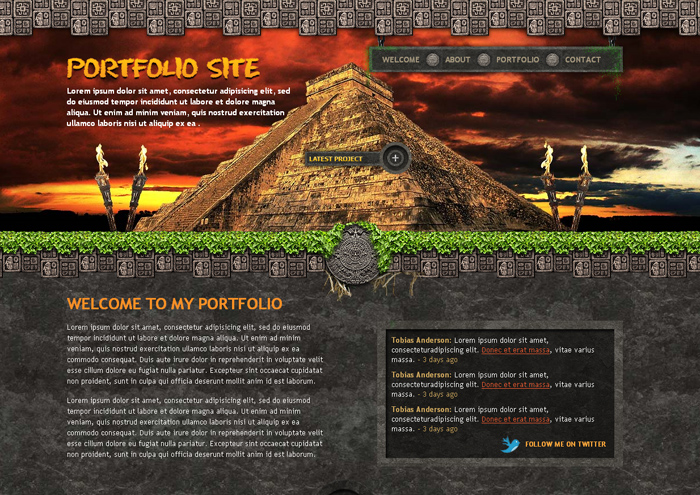 PORTFOLIO SITE
WELCOME ABOUT PORTFOLIO CONTACT
Lorem ipsum dolor sit amet, consectetur adipisicing elit, sed
do eiusmod tempor incididunt ut labore et dolore magna
aliqua. Ut enim ad minim veniam, quis nostrud exercitation
ullamco laboris nisi ut aliquip ex ea .
LATEST PROJECT
WELCOME TO MY PORTFOLIO
Lorem ipsum dolor sit amet, consectetur adipisicing elit, sed do eiusmod
tempor incididunt ut labore et dolore magna aliqua. Ut enim ad minim
veniam, quis nostrud exercitation ullamco laboris nisi ut aliquip ex ea
commodo consequat. Duis aute irure dolor in reprehenderit in voluptate velit
esse cillum dolore eu fugiat nulla pariatur. Excepteur sint occaecat cupidatat
non proident, sunt in culpa qui officia deserunt mollit anim id est laborum.
Lorem ipsum dolor sit amet, consectetur adipisicing elit, sed do eiusmod
tempor incididunt ut labore et dolore magna aliqua. Ut enim ad minim
veniam, quis nostrud exercitation ullamco laboris nisi ut aliquip ex ea
commodo consequat. Duis aute irure dolor in reprehenderit in voluptate velit
esse cillum dolore eu fugiat nulla pariatur. Excepteur sint occaecat cupidatat
non proident, sunt in culpa qui officia deserunt mollit anim id est laborum.
Tobias Anderson: Lorem ipsum dolor sit amet,
consecteturadipiscing elit. Donec et erat massa, vitae varius
massa. - 3 days ago
Tobias Anderson: Lorem ipsum dolor sit amet,
consecteturadipiscing elit. Donec et erat massa, vitae varius
massa. - 3 days ago
Tobias Anderson: Lorem ipsum dolor sit amet,
consecteturadipiscing elit. Donec et erat massa, vitae varius
massa. - 3 days ago
FOLLOW ME ON TWITTER